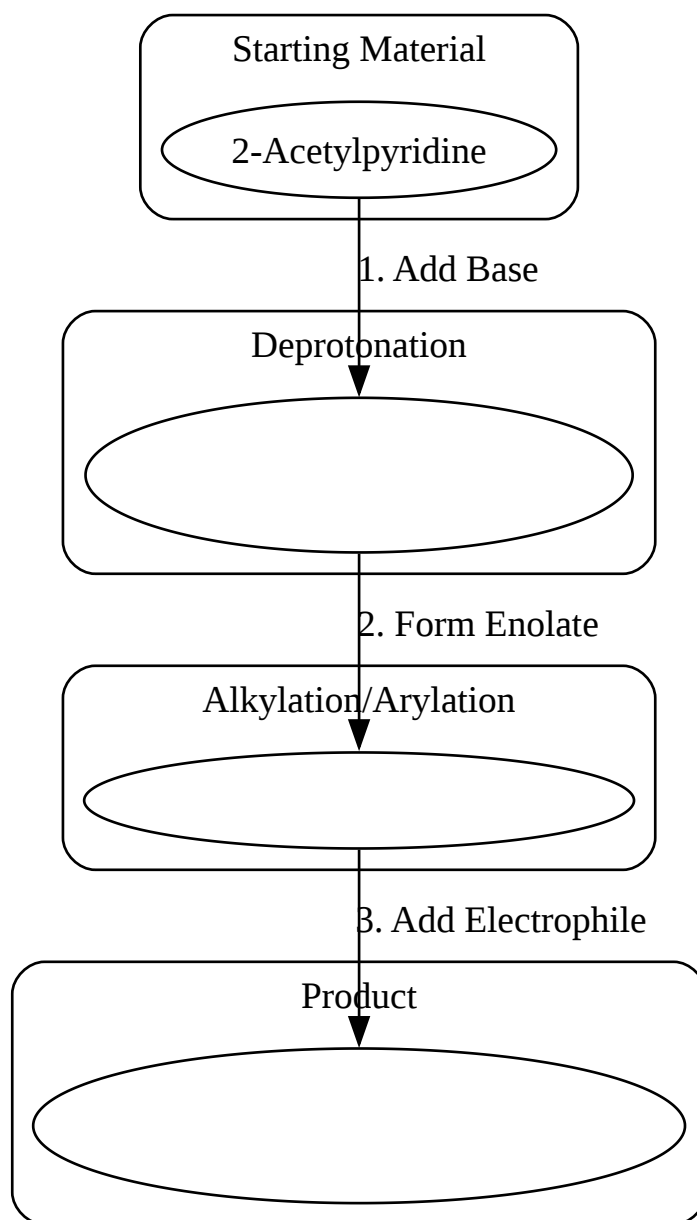 Starting Material
2-Acetylpyridine
1. Add Base
Deprotonation
2. Form Enolate
Alkylation/Arylation
3. Add Electrophile
Product